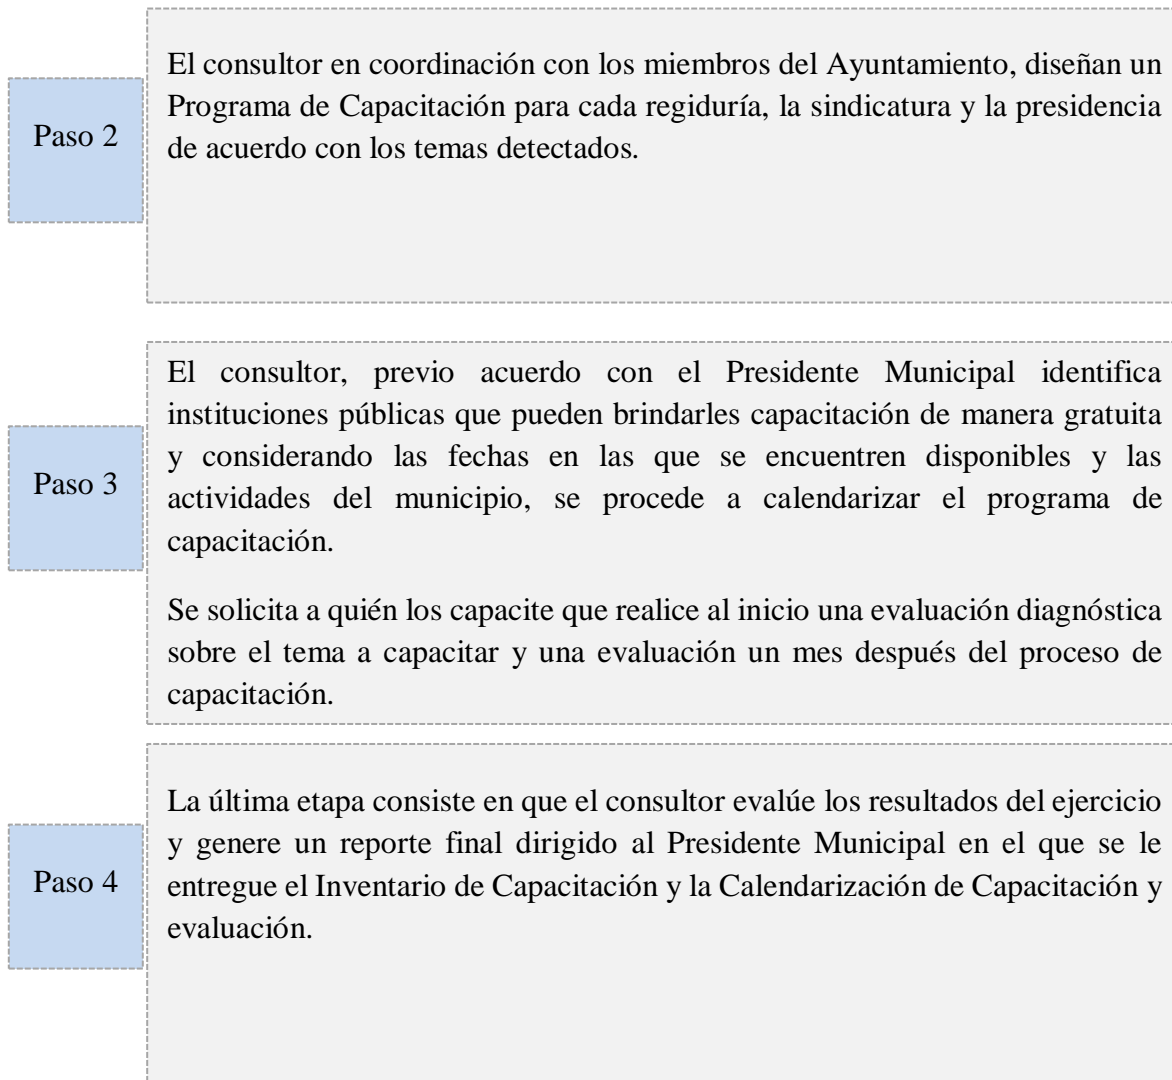 Paso 2
El consultor en coordinación con los miembros del Ayuntamiento, diseñan un
Programa de Capacitación para cada regiduría, la sindicatura y la presidencia
de acuerdo con los temas detectados.
Paso 3
El consultor, previo acuerdo con el Presidente Municipal identifica
instituciones públicas que pueden brindarles capacitación de manera gratuita
y considerando las fechas en las que se encuentren disponibles y las
actividades del municipio, se procede a calendarizar el programa de
capacitación.
Se solicita a quién los capacite que realice al inicio una evaluación diagnóstica
sobre el tema a capacitar y una evaluación un mes después del proceso de
capacitación.
Paso 4
La última etapa consiste en que el consultor evalúe los resultados del ejercicio
y genere un reporte final dirigido al Presidente Municipal en el que se le
entregue el Inventario de Capacitación y la Calendarización de Capacitación y
evaluación.